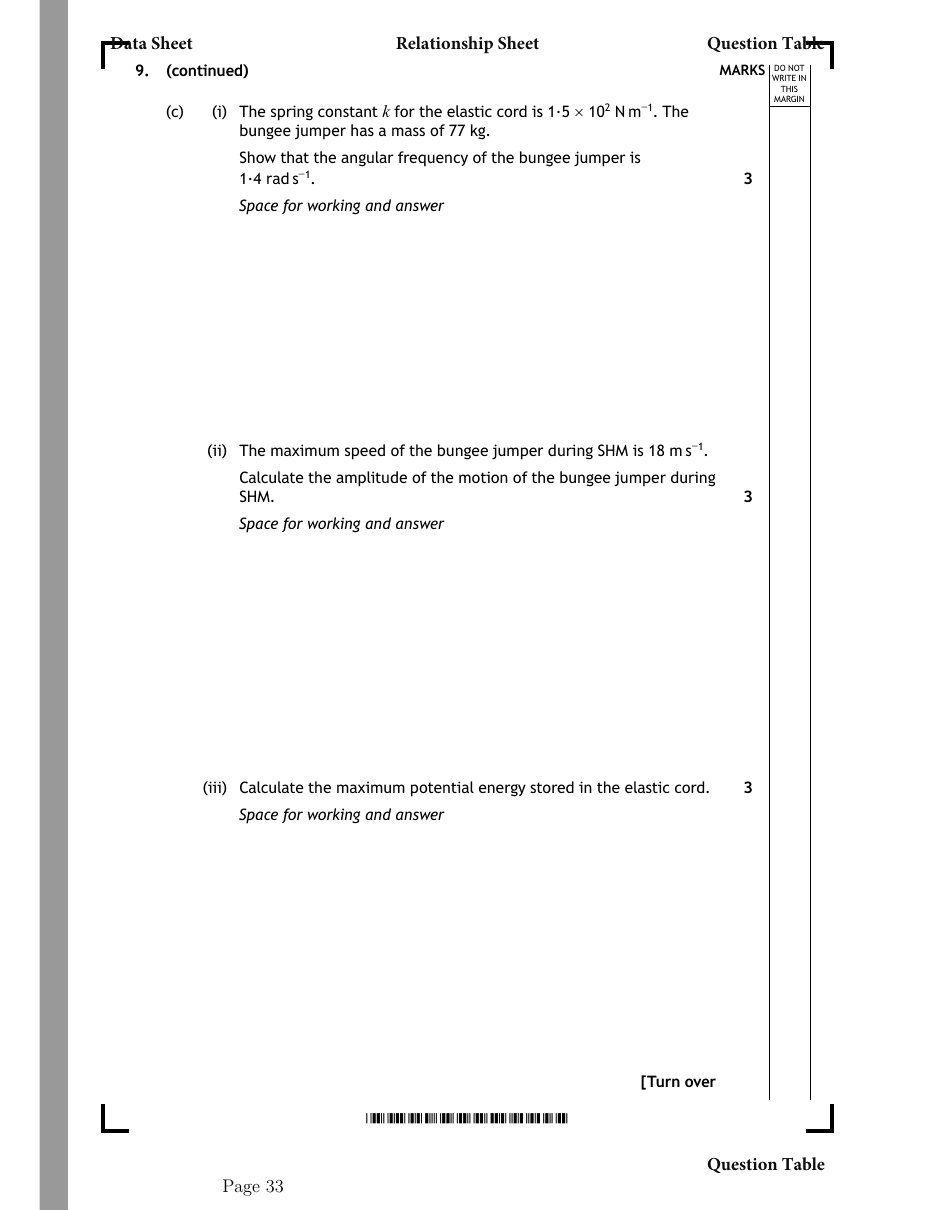 Data Sheet Relationship Sheet Question Table
9. (continued) MARKS DO NOT WRITE IN THIS MARGIN
(c) (i) The spring constant k for the elastic cord is 1·5 × 10² N m⁻¹. The
bungee jumper has a mass of 77 kg.
Show that the angular frequency of the bungee jumper is
1·4 rad s⁻¹. 3
Space for working and answer
(ii) The maximum speed of the bungee jumper during SHM is 18 m s⁻¹.
Calculate the amplitude of the motion of the bungee jumper during
SHM. 3
Space for working and answer
(iii) Calculate the maximum potential energy stored in the elastic cord. 3
Space for working and answer
[Turn over
Question Table
Page 33